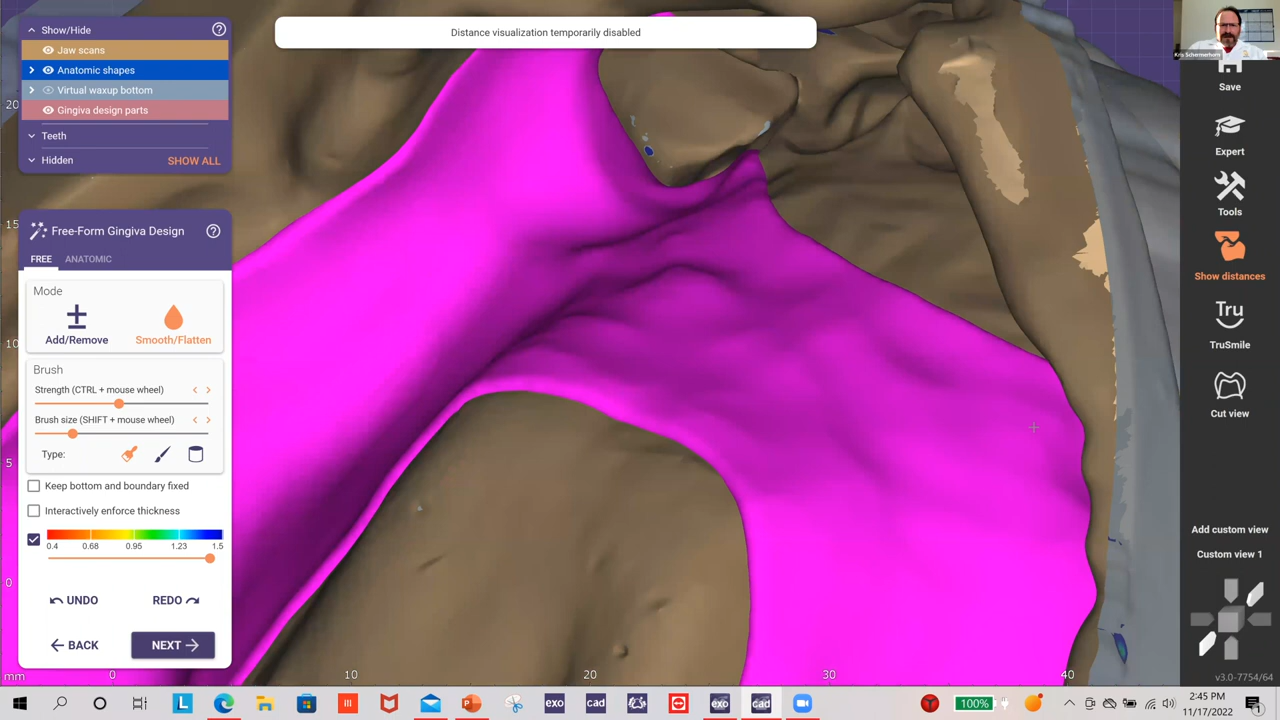 Show/Hide
Jaw scans
Anatomic shapes
Virtual waxup bottom
Gingiva design parts
Teeth
Hidden SHOW ALL
Distance visualization temporarily disabled
Kris Schermerhorn
Free-Form Gingiva Design
FREE ANATOMIC
Mode
Add/Remove Smooth/Flatten
Brush
Strength (CTRL + mouse wheel)
Brush size (SHIFT + mouse wheel)
Type:
Keep bottom and boundary fixed
Interactively enforce thickness
0.4 0.68 0.95 1.23 1.5
UNDO REDO
BACK NEXT
20
15
10
5
0
mm 0 10 20 30 40
Save
Expert
Tools
Show distances
Tru
TruSmile
Cut view
Add custom view
Custom view 1
v3.0-7754/64
L exo cad exo cad 100%
2:45 PM
11/17/2022
1